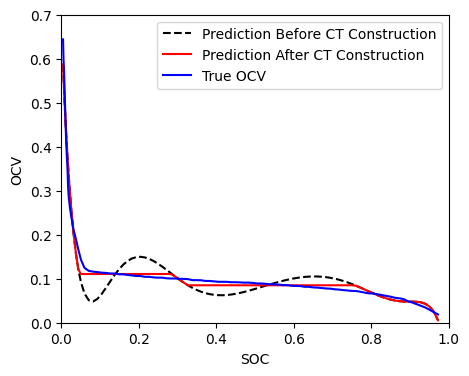 Prediction Before CT Construction
Prediction After CT Construction
True OCV
0.7
0.6
0.5
0.4
0.3
0.2
0.1
0.0
OCV
0.0 0.2 0.4 0.6 0.8 1.0
SOC